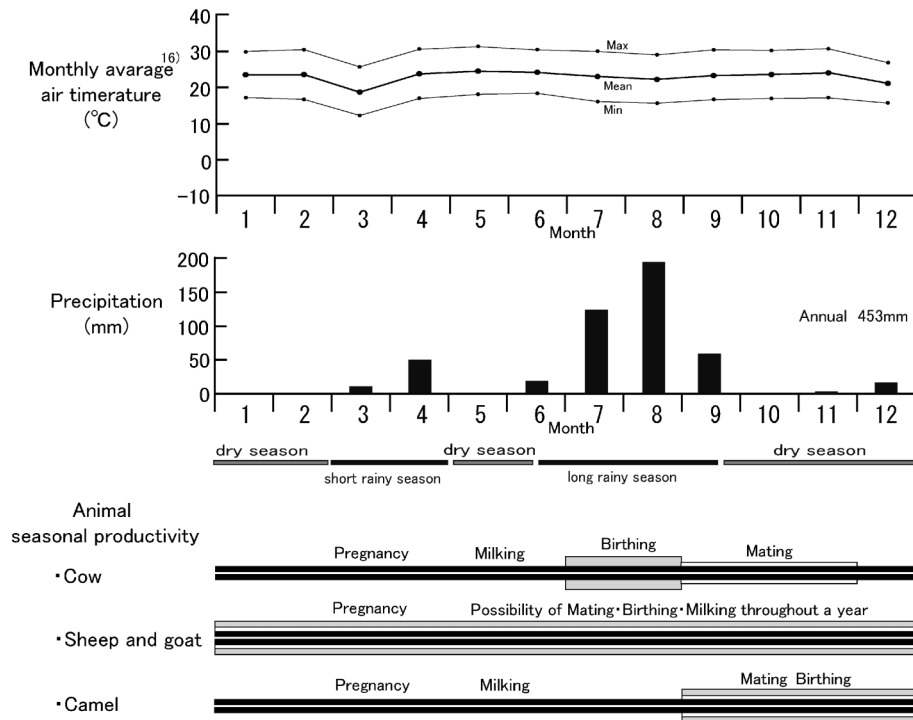 40
Monthly avarage16)
air timerature
(℃)
30
20
10
0
-10
Max
Mean
Min
1 2 3 4 5 6 7 8 9 10 11 12
Month
Precipitation
(mm)
200
150
100
50
0
Annual 453mm
1 2 3 4 5 6 7 8 9 10 11 12
Month
dry season
short rainy season
dry season
long rainy season
dry season
Animal
seasonal productivity
・Cow
Pregnancy Milking Birthing Mating
・Sheep and goat
Pregnancy Possibility of Mating・Birthing・Milking throughout a year
・Camel
Pregnancy Milking Mating Birthing